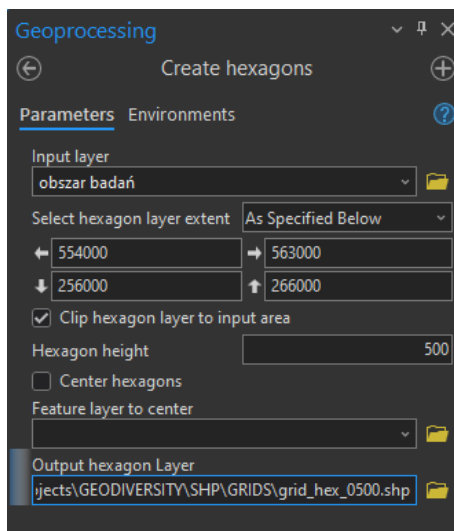 Geoprocessing
Create hexagons
Parameters Environments
Input layer
obszar badań
Select hexagon layer extent As Specified Below
554000 563000
256000 266000
Clip hexagon layer to input area
Hexagon height 500
Center hexagons
Feature layer to center
Output hexagon Layer
jects\GEODIVERSITY\SHP\GRIDS\grid_hex_0500.shp